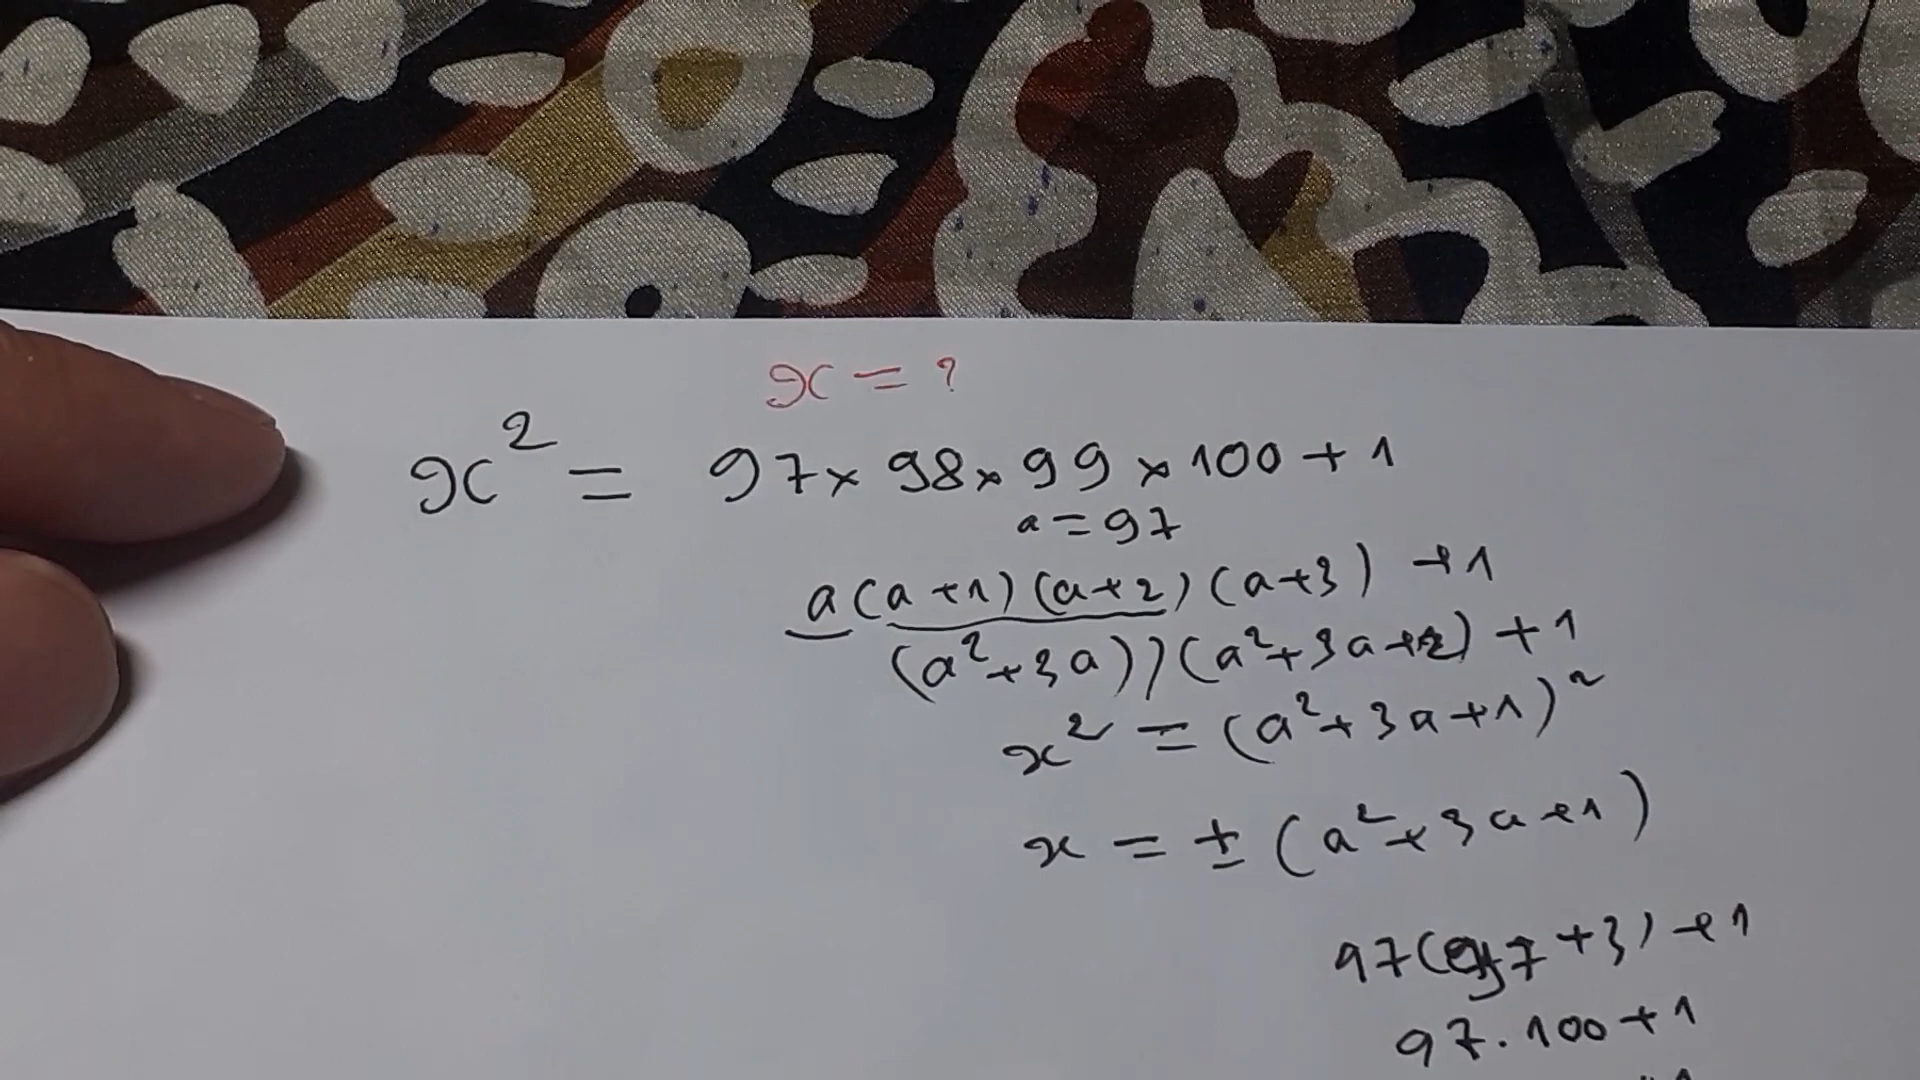 x = ?
x² = 97 × 98 × 99 × 100 + 1
a = 97
a(a+1)(a+2)(a+3) + 1
(a²+3a))(a²+3a+2) + 1
x² = (a²+3a+1)²
x = ± (a²+3a+1)
97(97+3)+1
97.100+1